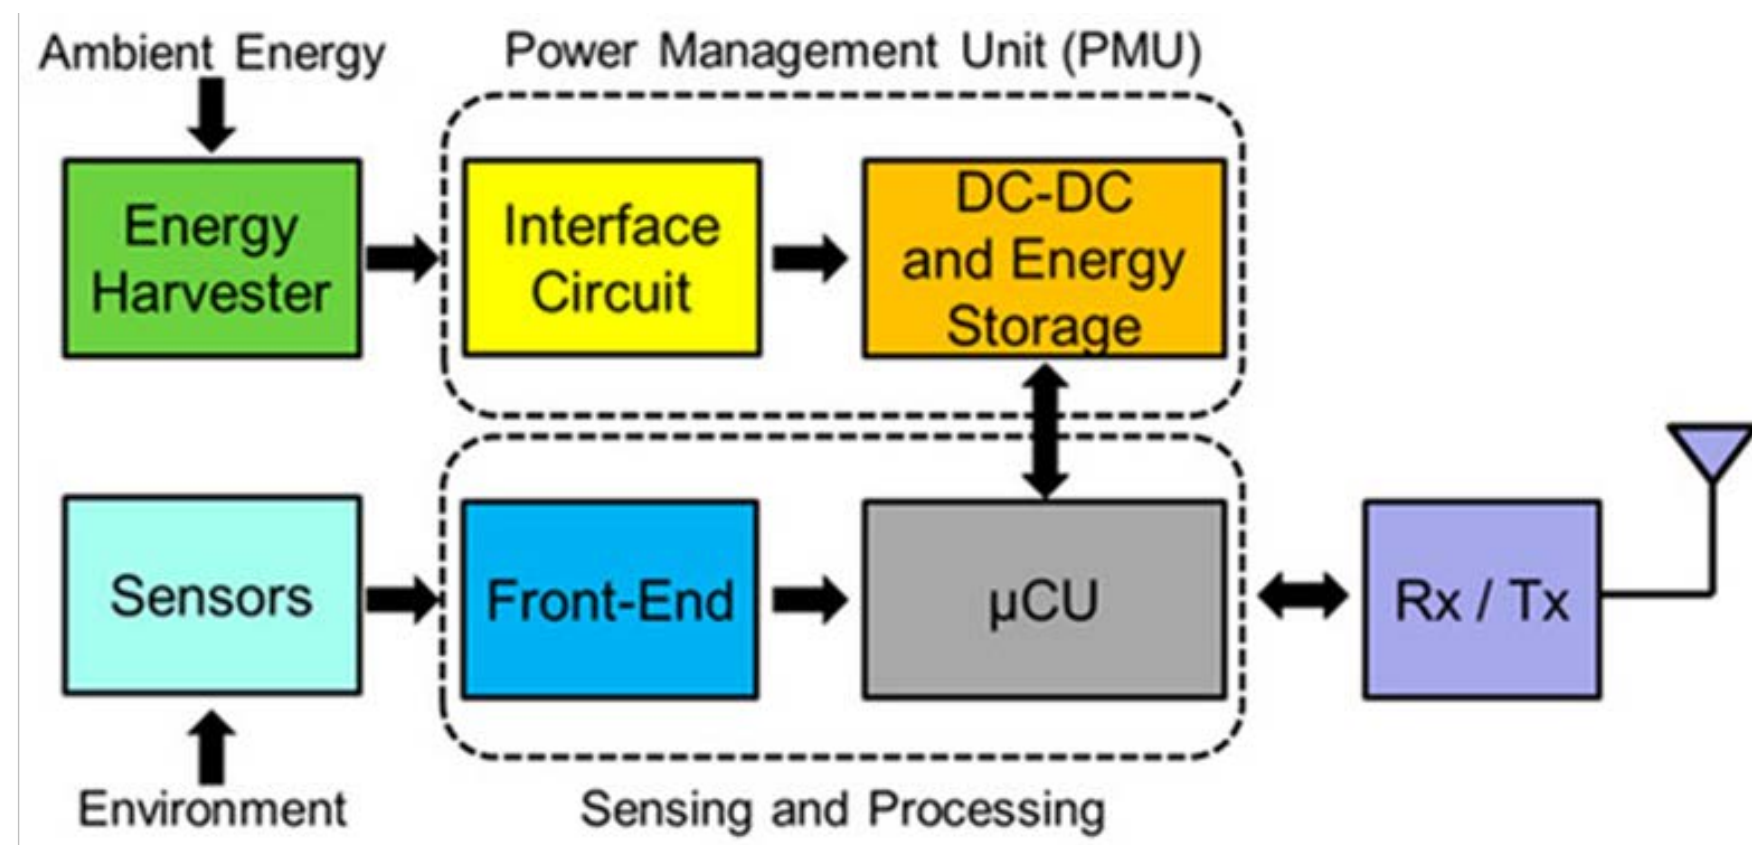 Ambient Energy
Power Management Unit (PMU)
Energy
Harvester
Interface
Circuit
DC-DC
and Energy
Storage
Sensors
Front-End
µCU
Rx / Tx
Environment
Sensing and Processing